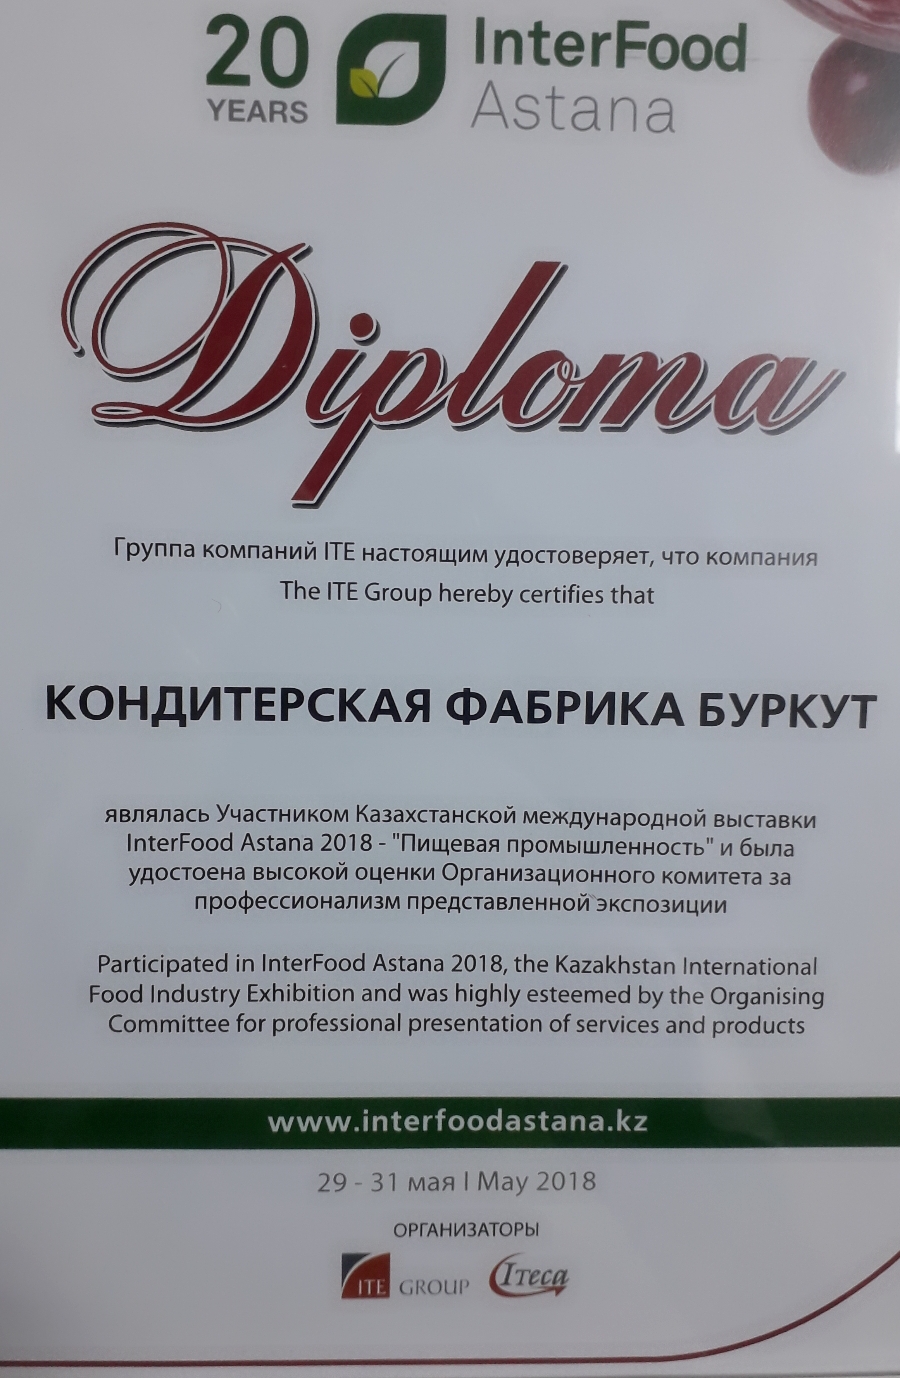 20
YEARS
InterFood
Astana
Diploma
Группа компаний ITE настоящим удостоверяет, что компания
The ITE Group hereby certifies that
КОНДИТЕРСКАЯ ФАБРИКА БУРКУТ
являлась Участником Казахстанской международной выставки
InterFood Astana 2018 - "Пищевая промышленность" и была
удостоена высокой оценки Организационного комитета за
профессионализм представленной экспозиции
Participated in InterFood Astana 2018, the Kazakhstan International
Food Industry Exhibition and was highly esteemed by the Organising
Committee for professional presentation of services and products
www.interfoodastana.kz
29 - 31 мая | May 2018
ОРГАНИЗАТОРЫ
ITE GROUP ITECA